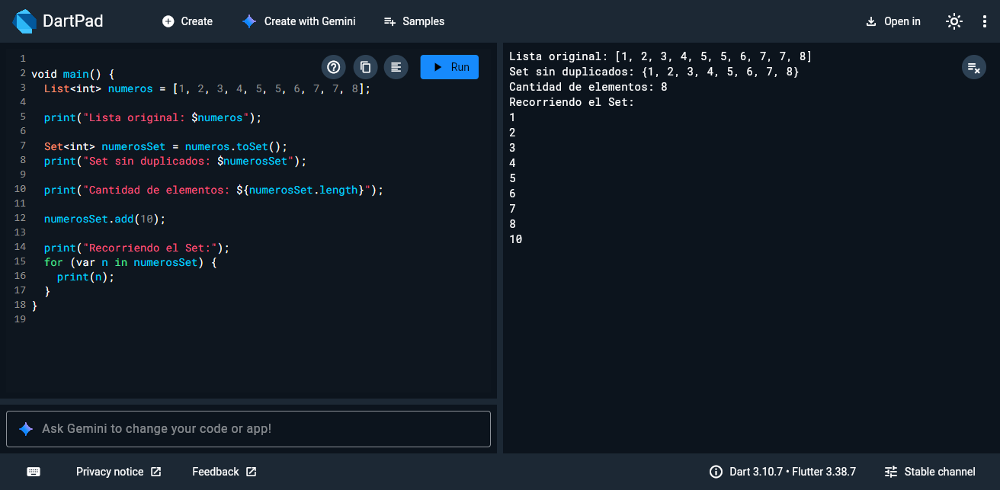 DartPad
Create
Create with Gemini
Samples
Open in
1
2 void main() {
3 List<int> numeros = [1, 2, 3, 4, 5, 5, 6, 7, 7, 8];
4
5 print("Lista original: $numeros");
6
7 Set<int> numerosSet = numeros.toSet();
8 print("Set sin duplicados: $numerosSet");
9
10 print("Cantidad de elementos: ${numerosSet.length}");
11
12 numerosSet.add(10);
13
14 print("Recorriendo el Set:");
15 for (var n in numerosSet) {
16 print(n);
17 }
18 }
19
Run
Ask Gemini to change your code or app!
Lista original: [1, 2, 3, 4, 5, 5, 6, 7, 7, 8]
Set sin duplicados: {1, 2, 3, 4, 5, 6, 7, 8}
Cantidad de elementos: 8
Recorriendo el Set:
1
2
3
4
5
6
7
8
10
Privacy notice
Feedback
Dart 3.10.7 • Flutter 3.38.7
Stable channel